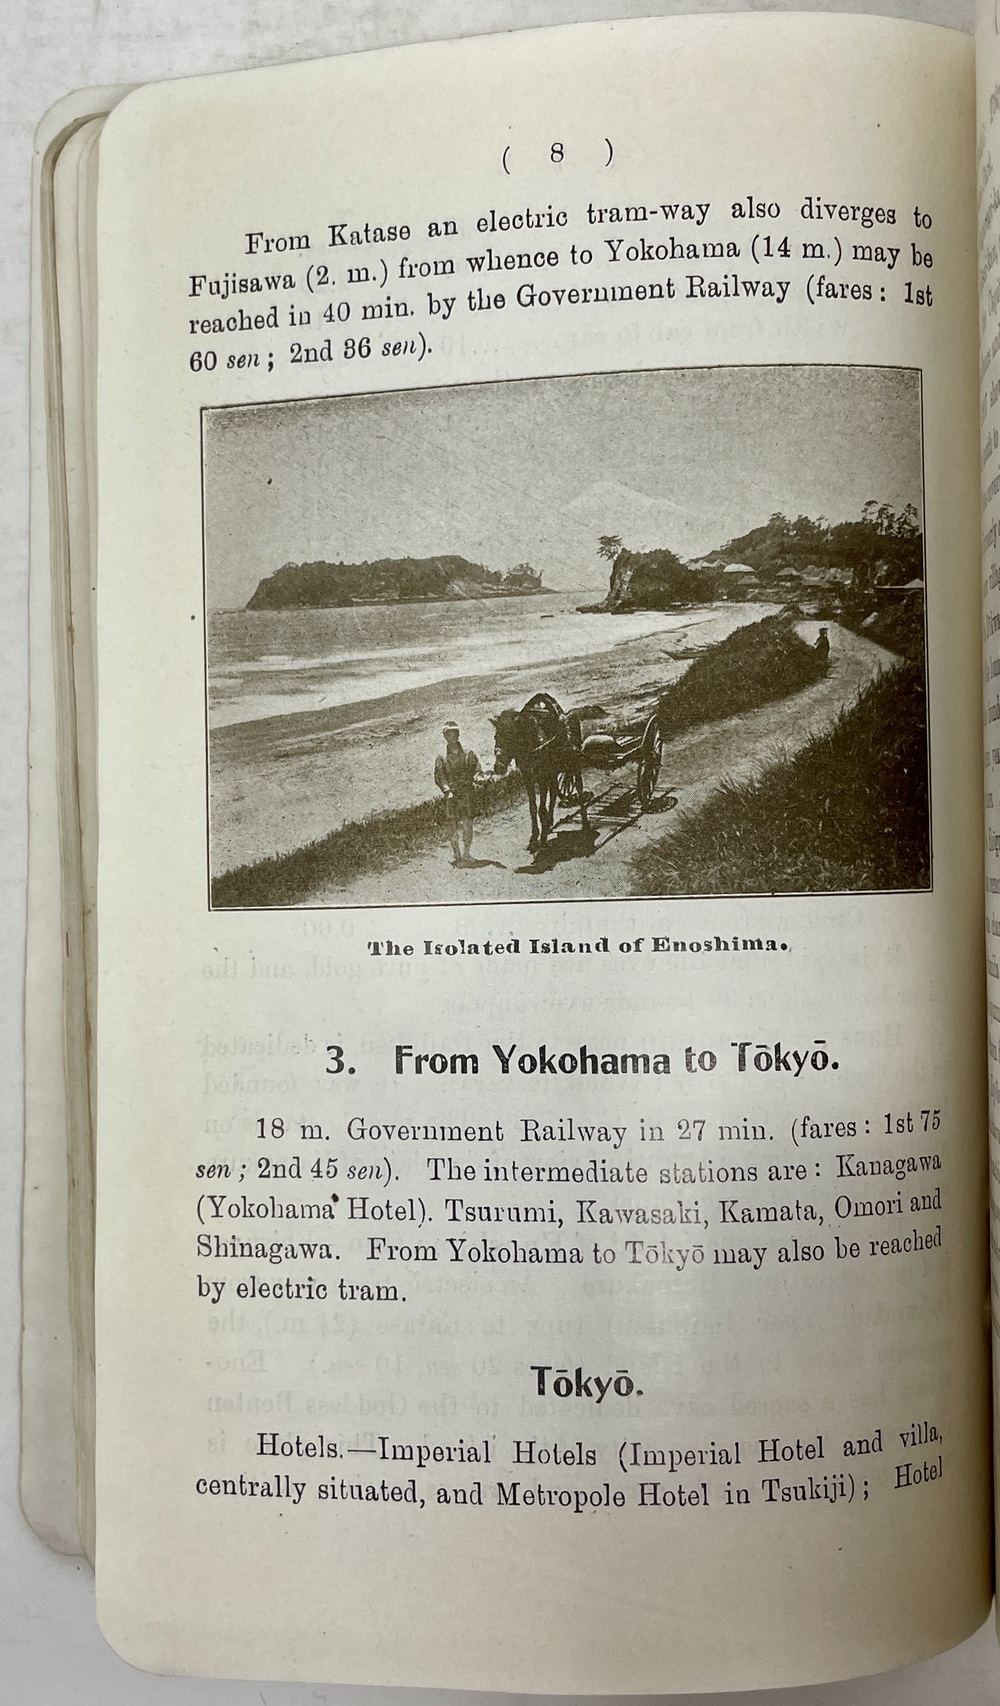 ( 8 )
From Katase an electric tram-way also diverges to
Fujisawa (2. m.) from whence to Yokohama (14 m.) may be
reached in 40 min. by the Government Railway (fares : 1st
60 sen ; 2nd 36 sen).
The Isolated Island of Enoshima.
3. From Yokohama to Tōkyō.
18 m. Government Railway in 27 min. (fares : 1st 75
sen ; 2nd 45 sen). The intermediate stations are : Kanagawa
(Yokohama Hotel). Tsurumi, Kawasaki, Kamata, Omori and
Shinagawa. From Yokohama to Tōkyō may also be reached
by electric tram.
Tōkyō.
Hotels.—Imperial Hotels (Imperial Hotel and villa,
centrally situated, and Metropole Hotel in Tsukiji) ; Hotel